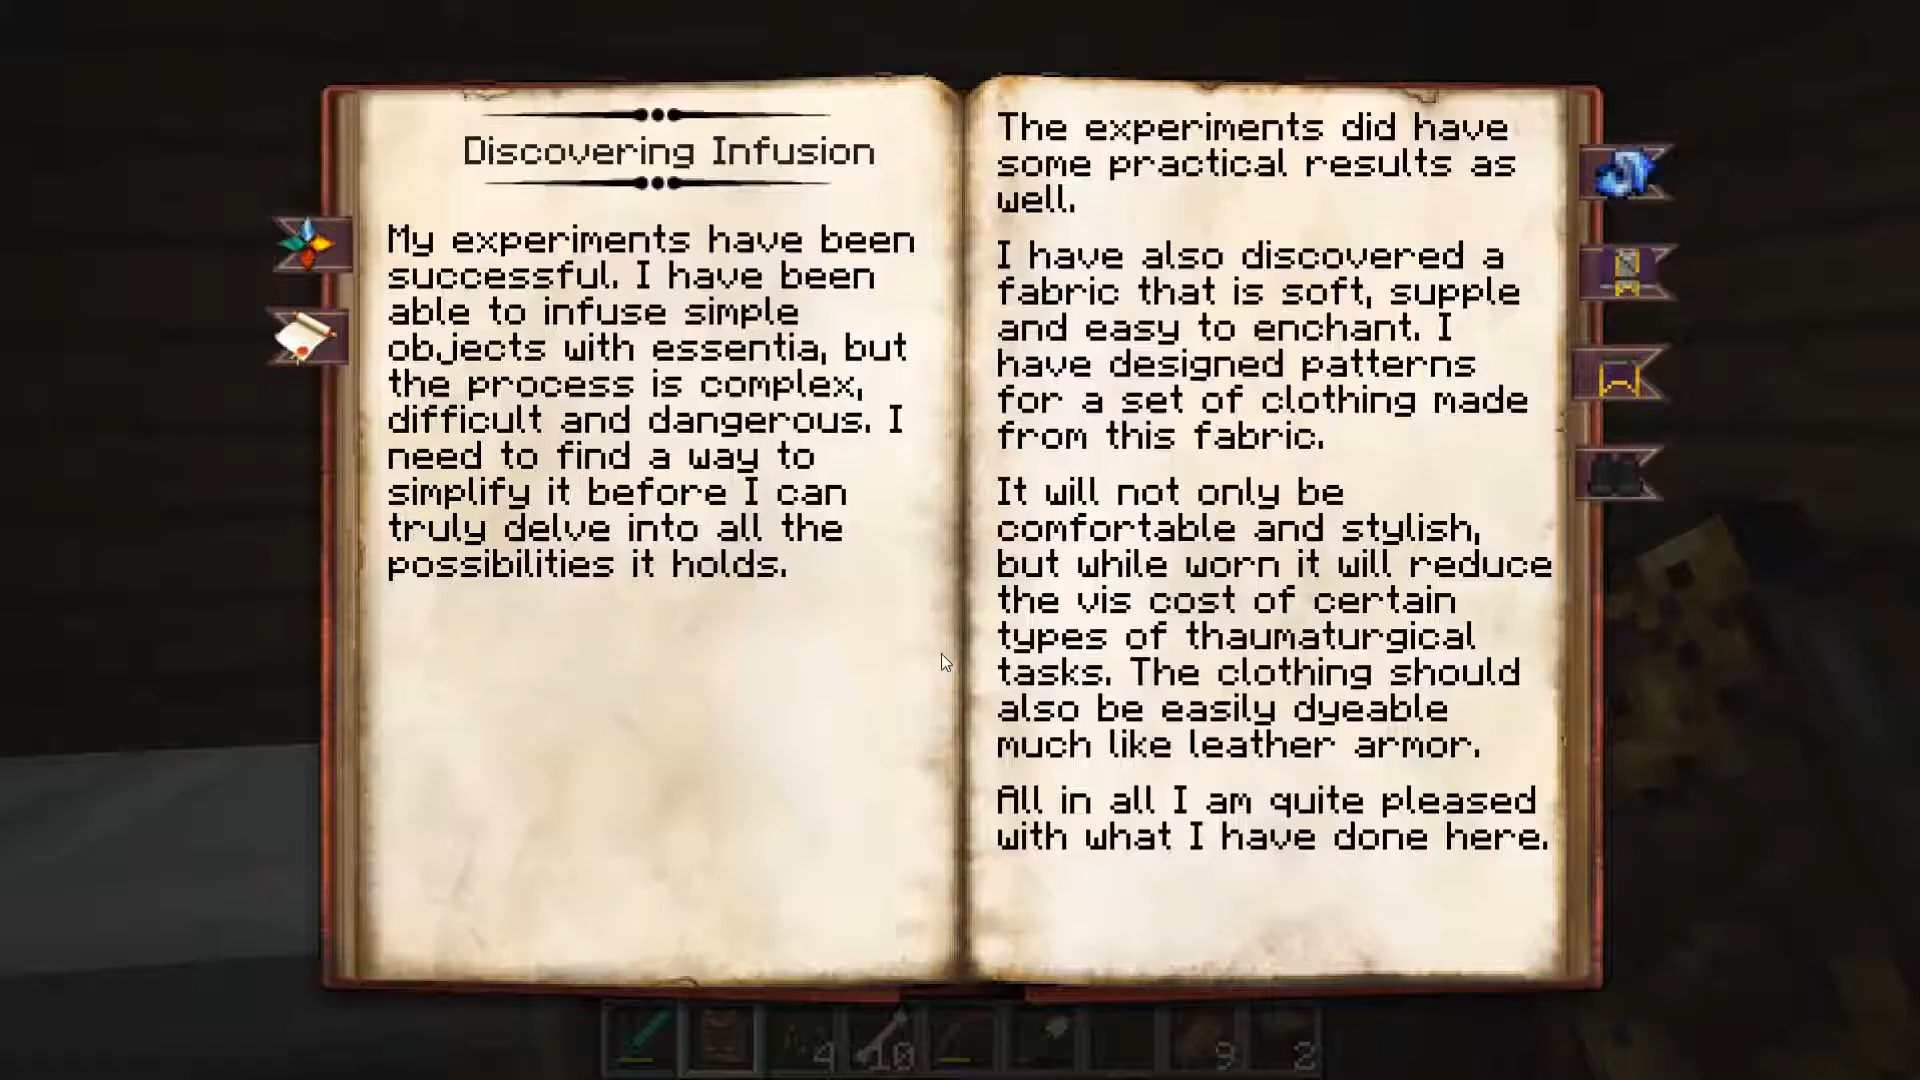 Discovering Infusion
My experiments have been
successful. I have been
able to infuse simple
objects with essentia, but
the process is complex,
difficult and dangerous. I
need to find a way to
simplify it before I can
truly delve into all the
possibilities it holds.
The experiments did have
some practical results as
well.
I have also discovered a
fabric that is soft, supple
and easy to enchant. I
have designed patterns
for a set of clothing made
from this fabric.
It will not only be
comfortable and stylish,
but while worn it will reduce
the vis cost of certain
types of thaumaturgical
tasks. The clothing should
also be easily dyeable
much like leather armor.
All in all I am quite pleased
with what I have done here.
4 10 9 2